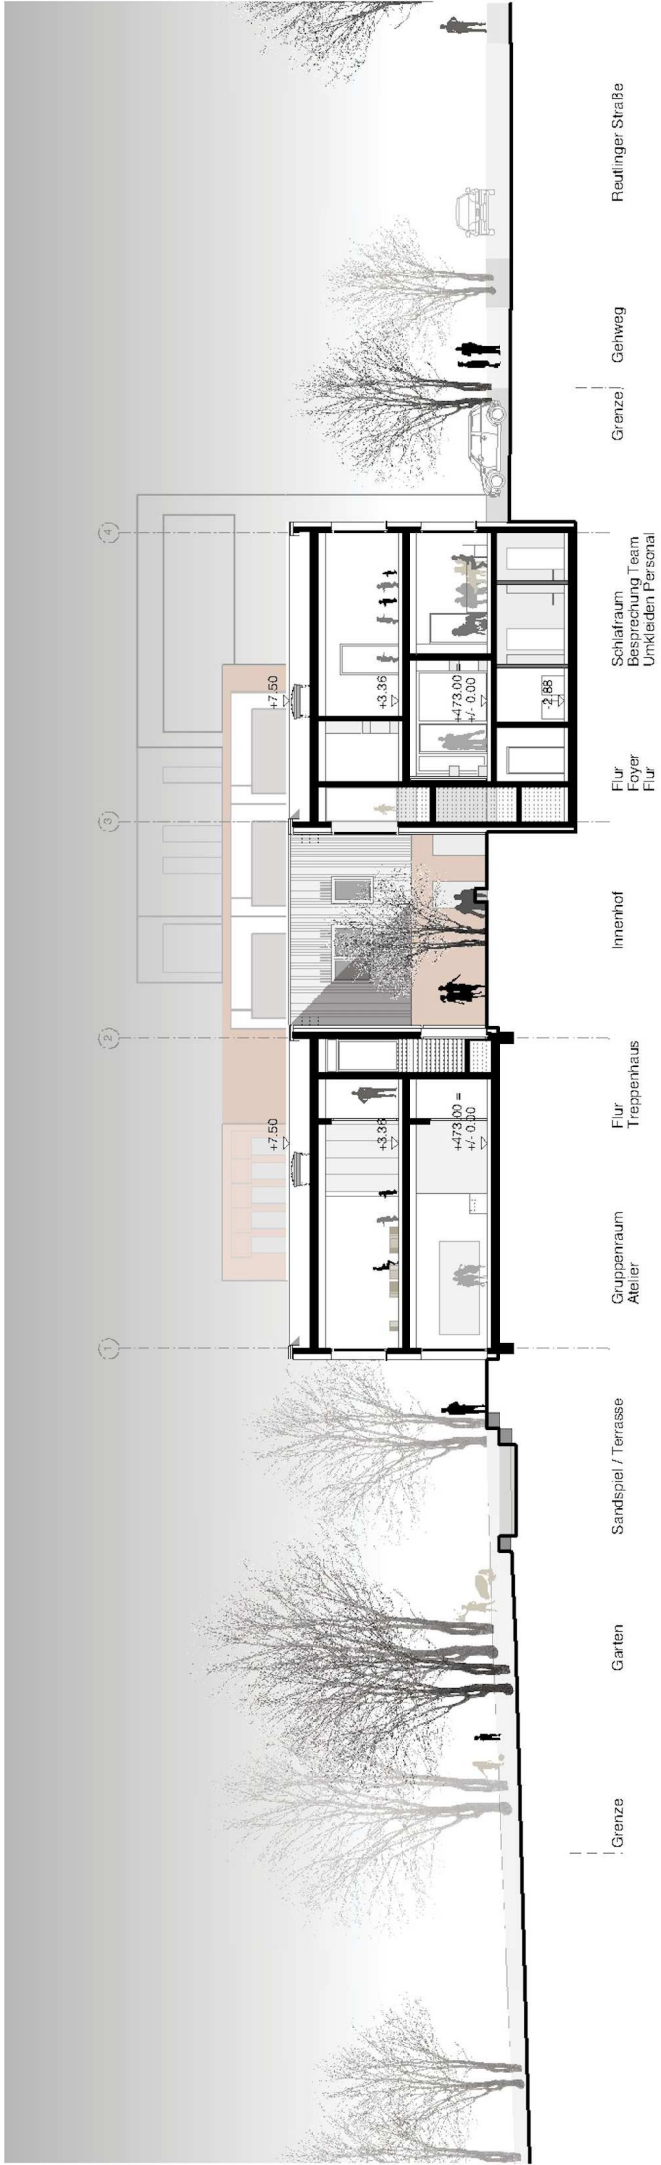 1
2
3
4
+7.50
+7.50
+3.36
+3.36
+473.00 =
+/- 0.00
+473.00 =
+/- 0.00
-2.88
Grenze
Garten
Sandspiel / Terrasse
Gruppenraum
Atelier
Flur
Treppenhaus
Innenhof
Flur
Foyer
Flur
Schlafraum
Besprechung Team
Umkleiden Personal
Grenze
Gehweg
Reutlinger Straße